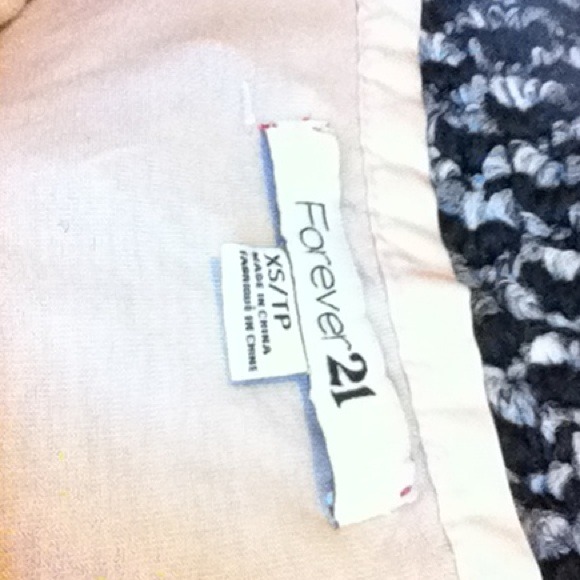 Forever 21
XS/TP
MADE IN CHINA
FABRIQUÉ EN CHINE